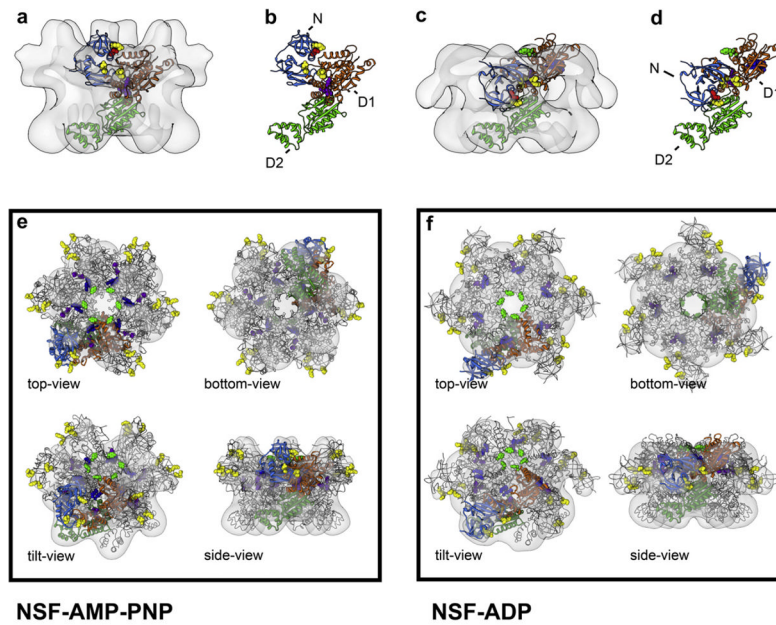 a
b
N
D1
D2
c
d
N
D1
D2
e
top-view
bottom-view
tilt-view
side-view
f
top-view
bottom-view
tilt-view
side-view
NSF-AMP-PNP
NSF-ADP